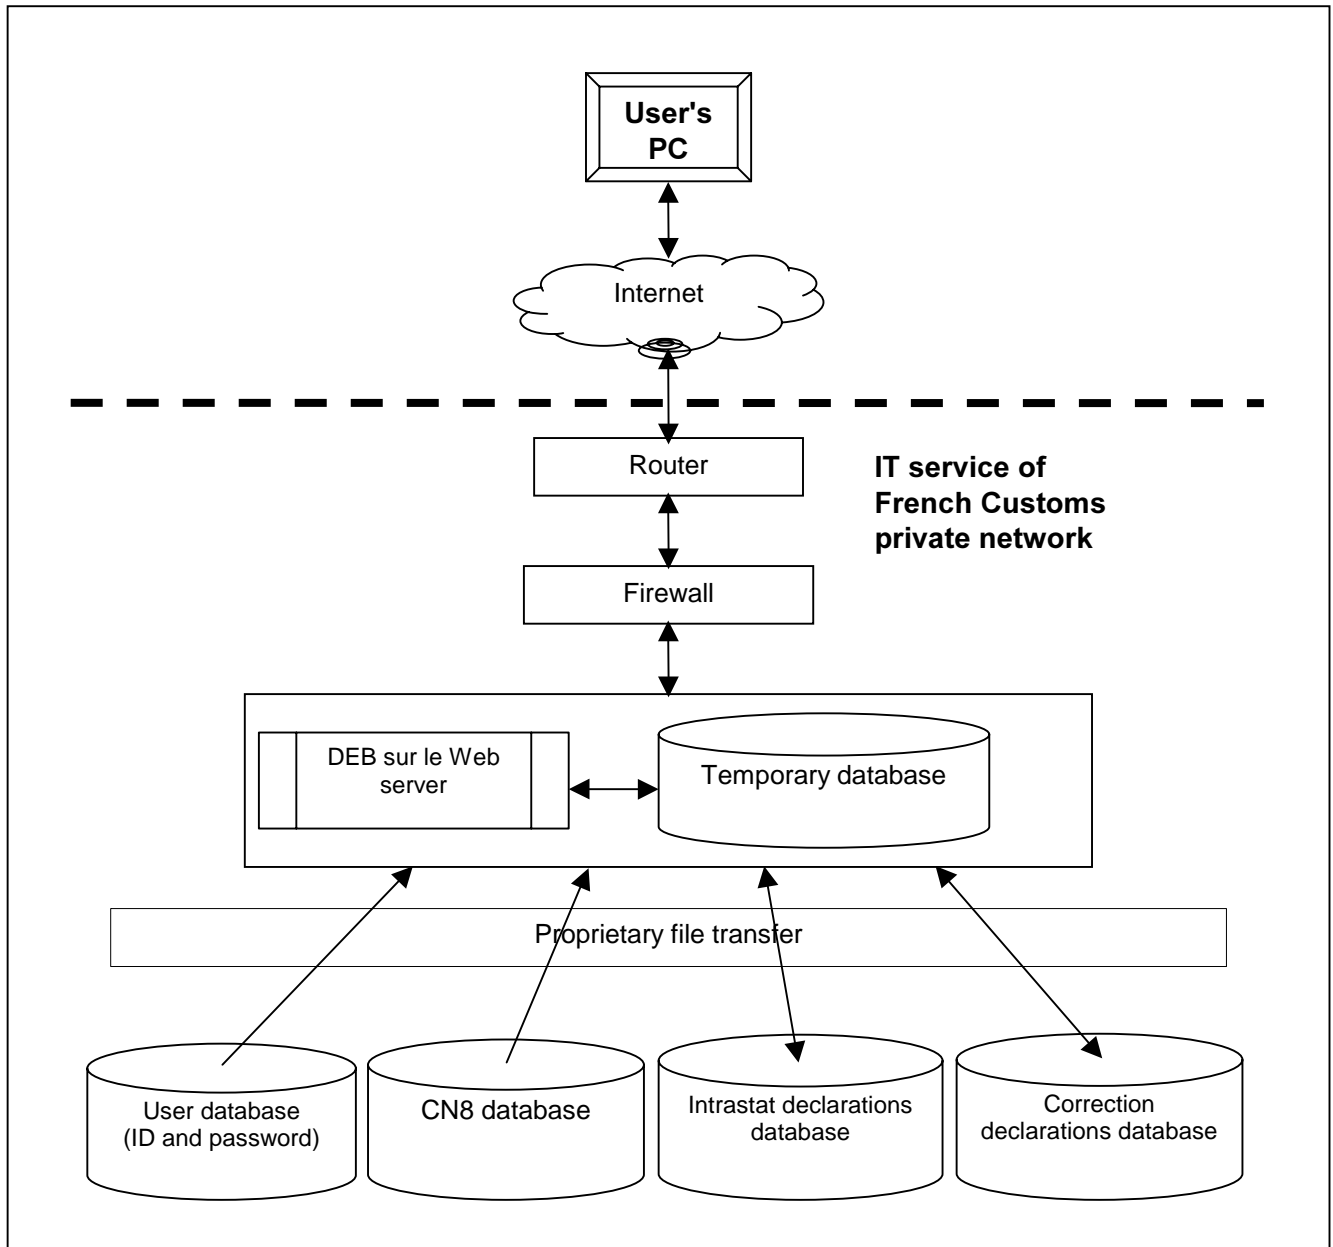 User's
PC
Internet
Router
IT service of
French Customs
private network
Firewall
DEB sur le Web
server
Temporary database
Proprietary file transfer
User database
(ID and password)
CN8 database
Intrastat declarations
database
Correction
declarations database